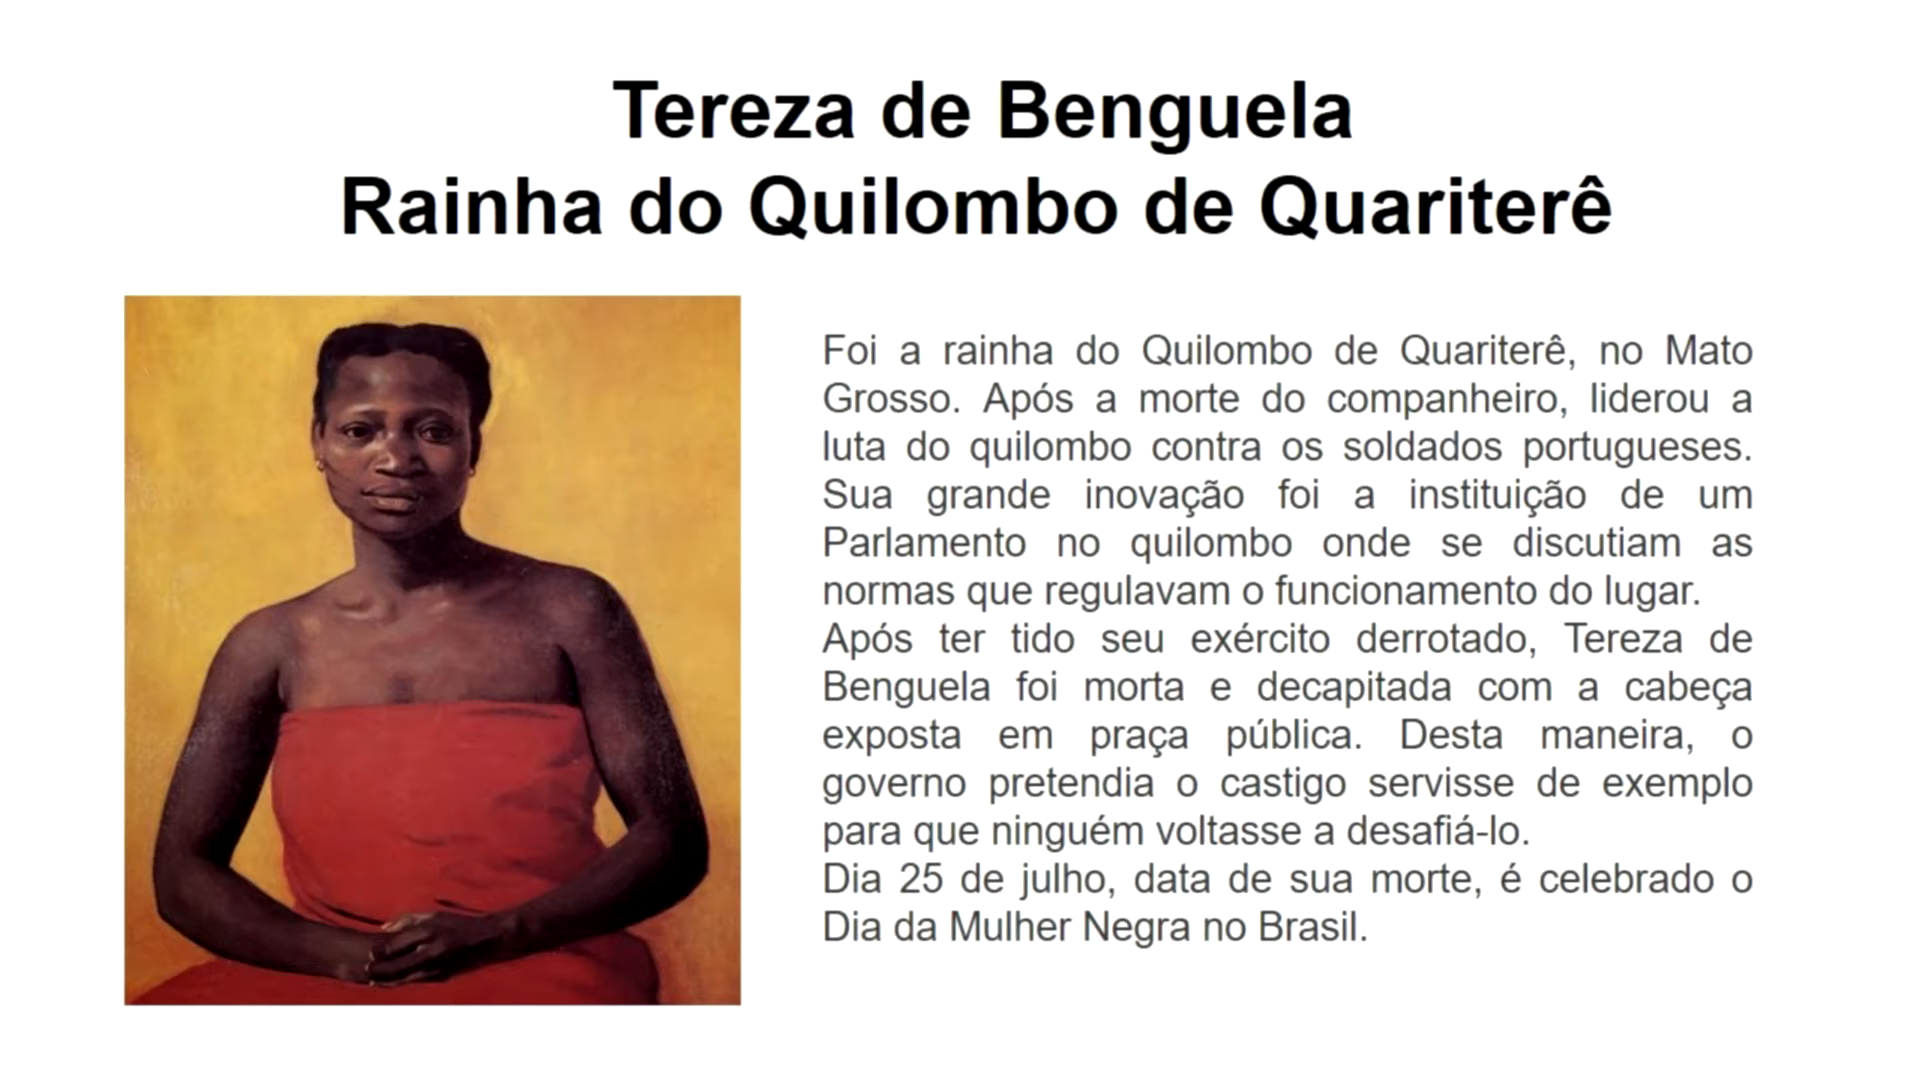 Tereza de Benguela
Rainha do Quilombo de Quariterê
Foi a rainha do Quilombo de Quariterê, no Mato
Grosso. Após a morte do companheiro, liderou a
luta do quilombo contra os soldados portugueses.
Sua grande inovação foi a instituição de um
Parlamento no quilombo onde se discutiam as
normas que regulavam o funcionamento do lugar.
Após ter tido seu exército derrotado, Tereza de
Benguela foi morta e decapitada com a cabeça
exposta em praça pública. Desta maneira, o
governo pretendia o castigo servisse de exemplo
para que ninguém voltasse a desafiá-lo.
Dia 25 de julho, data de sua morte, é celebrado o
Dia da Mulher Negra no Brasil.